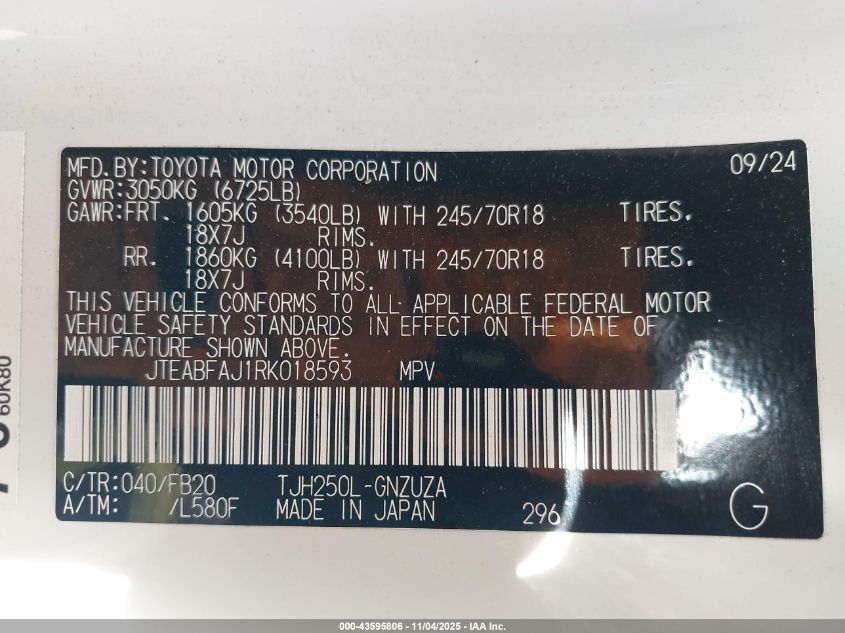 MFD.BY:TOYOTA MOTOR CORPORATION 09/24
GVWR:3050KG (6725LB)
GAWR:FRT. 1605KG (3540LB) WITH 245/70R18 TIRES.
18X7J RIMS.
RR. 1860KG (4100LB) WITH 245/70R18 TIRES.
18X7J RIMS.
THIS VEHICLE CONFORMS TO ALL APPLICABLE FEDERAL MOTOR
VEHICLE SAFETY STANDARDS IN EFFECT ON THE DATE OF
MANUFACTURE SHOWN ABOVE.
JTEABFAJ1RK018593 MPV
C/TR:040/FB20 TJH250L-GNZUZA
A/TM: /L580F MADE IN JAPAN 296 G
60K80
000-43595806 - 11/04/2025 - IAA Inc.